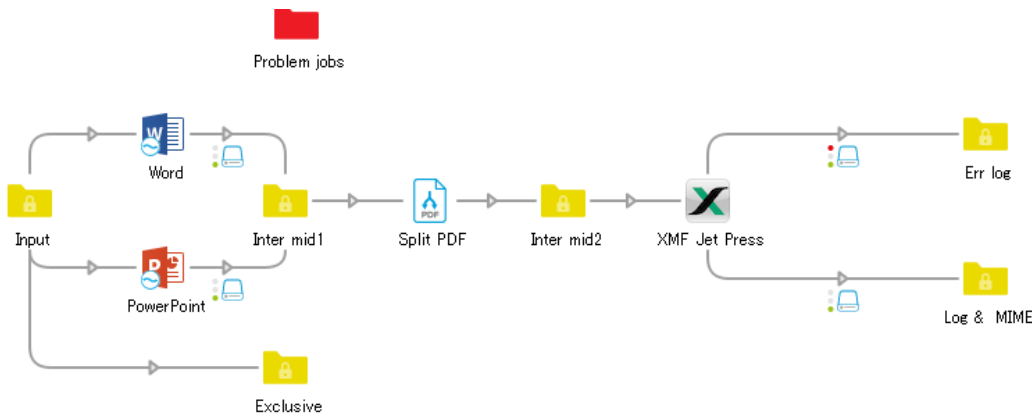 Problem jobs
Word
Input
Inter mid1
Split PDF
PDF
Inter mid2
XMF Jet Press
Err log
PowerPoint
Log & MIME
Exclusive